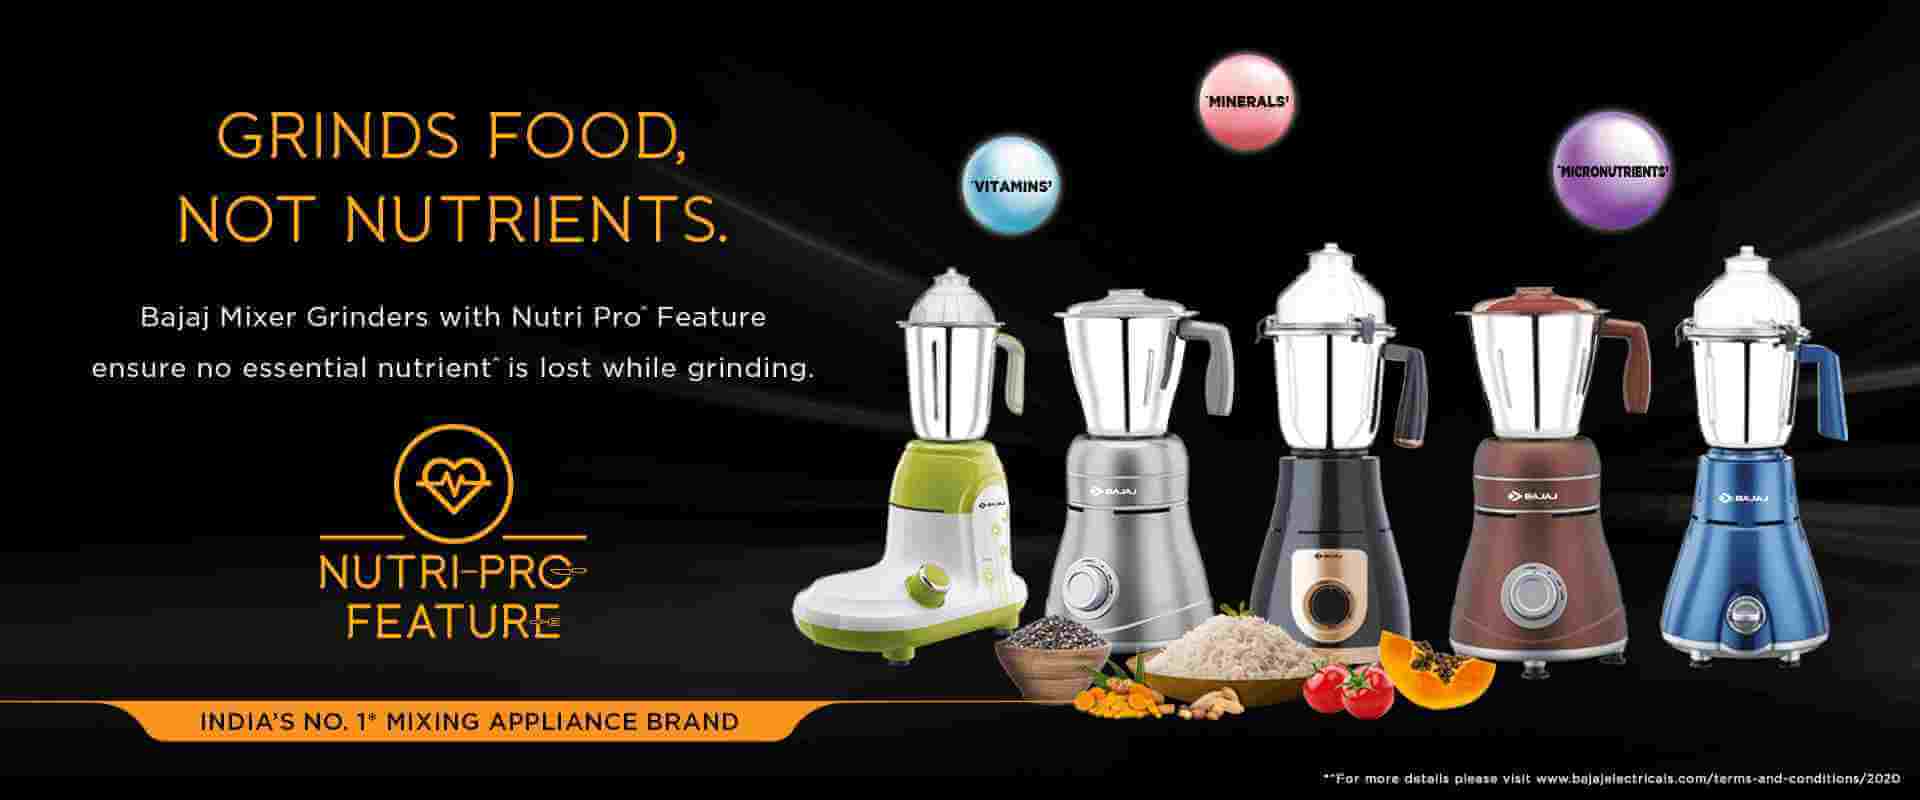 GRINDS FOOD,
NOT NUTRIENTS.
Bajaj Mixer Grinders with Nutri Pro^ Feature
ensure no essential nutrient^ is lost while grinding.
NUTRI-PRO
FEATURE
INDIA'S NO. 1* MIXING APPLIANCE BRAND
'VITAMINS'
'MINERALS'
'MICRONUTRIENTS'
BAJAJ
BAJAJ
BAJAJ
BAJAJ
BAJAJ
*^For more details please visit www.bajajelectricals.com/terms-and-conditions/2020